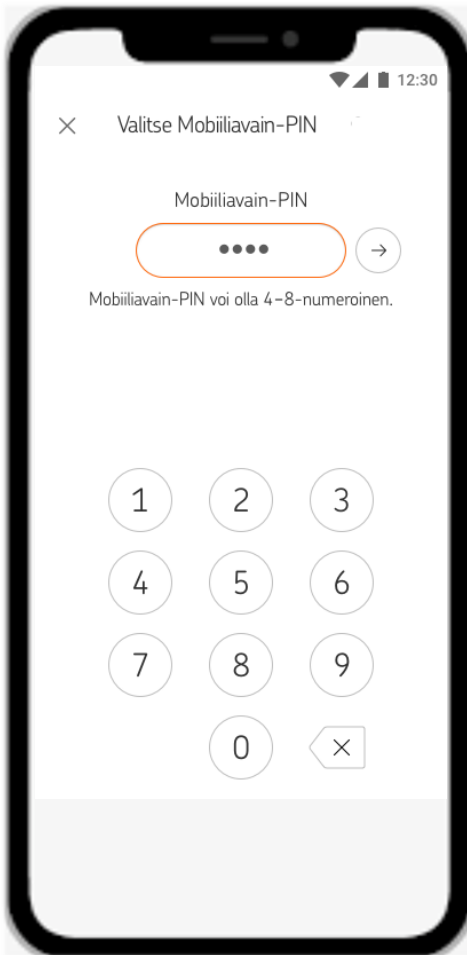 12:30
Valitse Mobiiliavain-PIN
Mobiiliavain-PIN
Mobiiliavain-PIN voi olla 4-8-numeroinen.
1 2 3
4 5 6
7 8 9
0